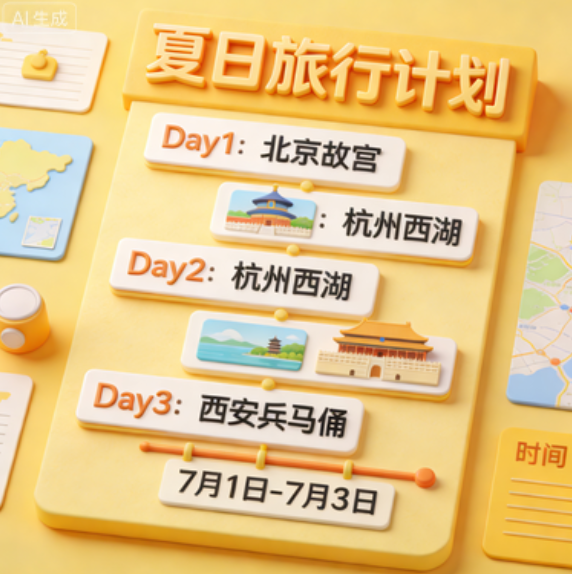 AI生成
夏日旅行计划
Day1：北京故宫
：杭州西湖
Day2：杭州西湖
Day3：西安兵马俑
7月1日-7月3日
时间